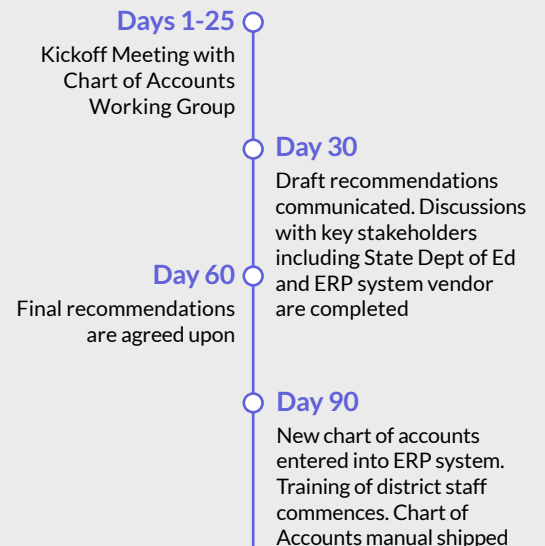 Days 1-25
Kickoff Meeting with
Chart of Accounts
Working Group
Day 30
Draft recommendations
communicated. Discussions
with key stakeholders
including State Dept of Ed
and ERP system vendor
are completed
Day 60
Final recommendations
are agreed upon
Day 90
New chart of accounts
entered into ERP system.
Training of district staff
commences. Chart of
Accounts manual shipped